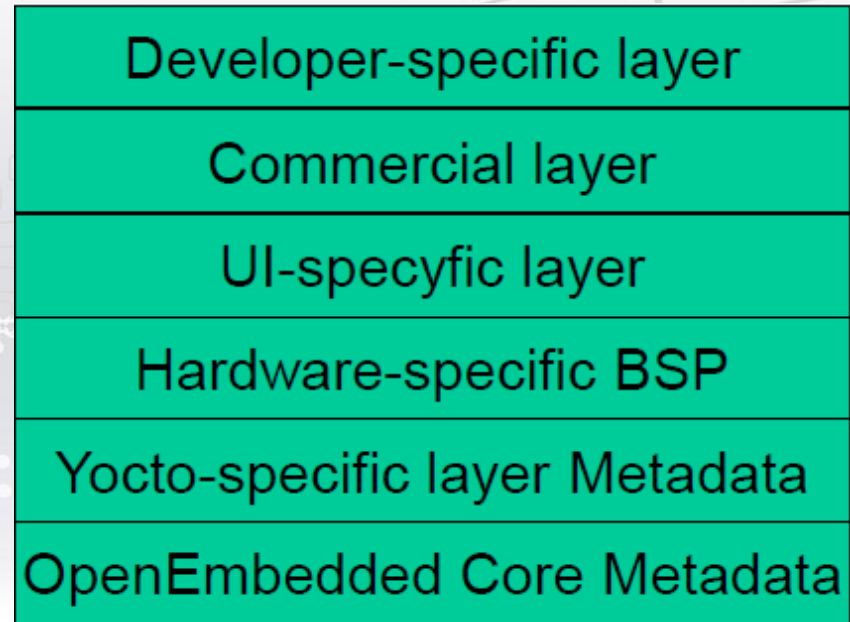 Developer-specific layer
Commercial layer
UI-specyfic layer
Hardware-specific BSP
Yocto-specific layer Metadata
OpenEmbedded Core Metadata